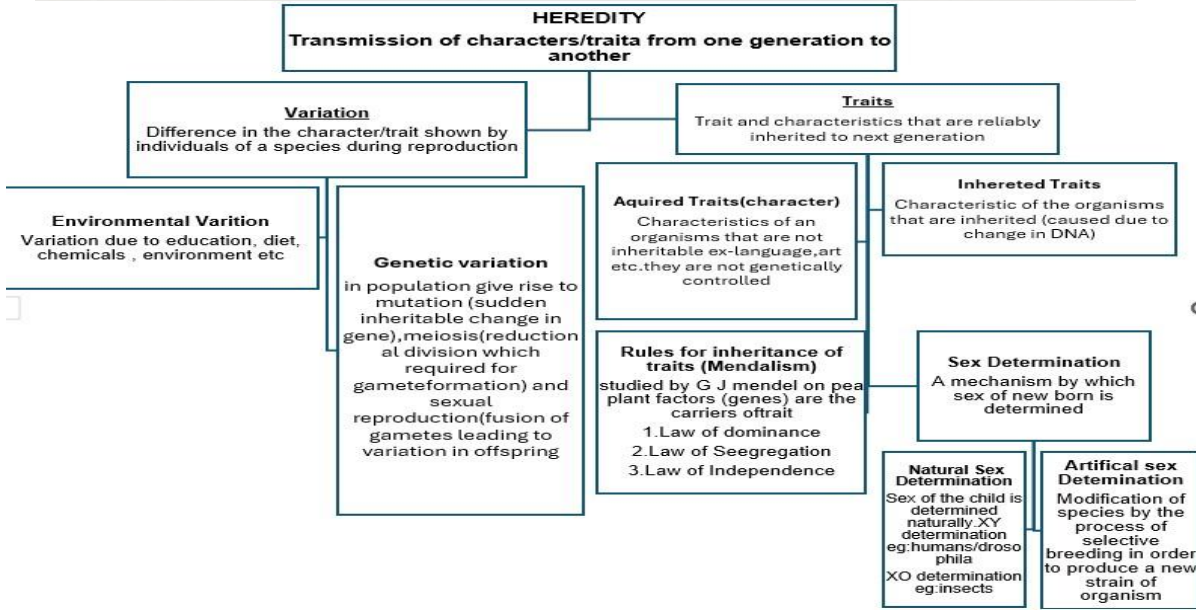 HEREDITY
Transmission of characters/traita from one generation to
another
Variation
Difference in the character/trait shown by
individuals of a species during reproduction
Traits
Trait and characteristics that are reliably
inherited to next generation
Environmental Varition
Variation due to education, diet,
chemicals , environment etc
Genetic variation
in population give rise to
mutation (sudden
inheritable change in
gene),meiosis(reduction
al division which
required for
gameteformation) and
sexual
reproduction(fusion of
gametes leading to
variation in offspring
Aquired Traits(character)
Characteristics of an
organisms that are not
inheritable ex-language,art
etc.they are not genetically
controlled
Inhereted Traits
Characteristic of the organisms
that are inherited (caused due to
change in DNA)
Rules for inheritance of
traits (Mendalism)
studied by G J mendel on pea
plant factors (genes) are the
carriers oftrait
1.Law of dominance
2.Law of Seegregation
3.Law of Independence
Sex Determination
A mechanism by which
sex of new born is
determined
Natural Sex
Determination
Sex of the child is
determined
naturally.XY
determination
eg:humans/droso
phila
XO determination
eg:insects
Artifical sex
Detemination
Modification of
species by the
process of
selective
breeding in order
to produce a new
strain of
organism